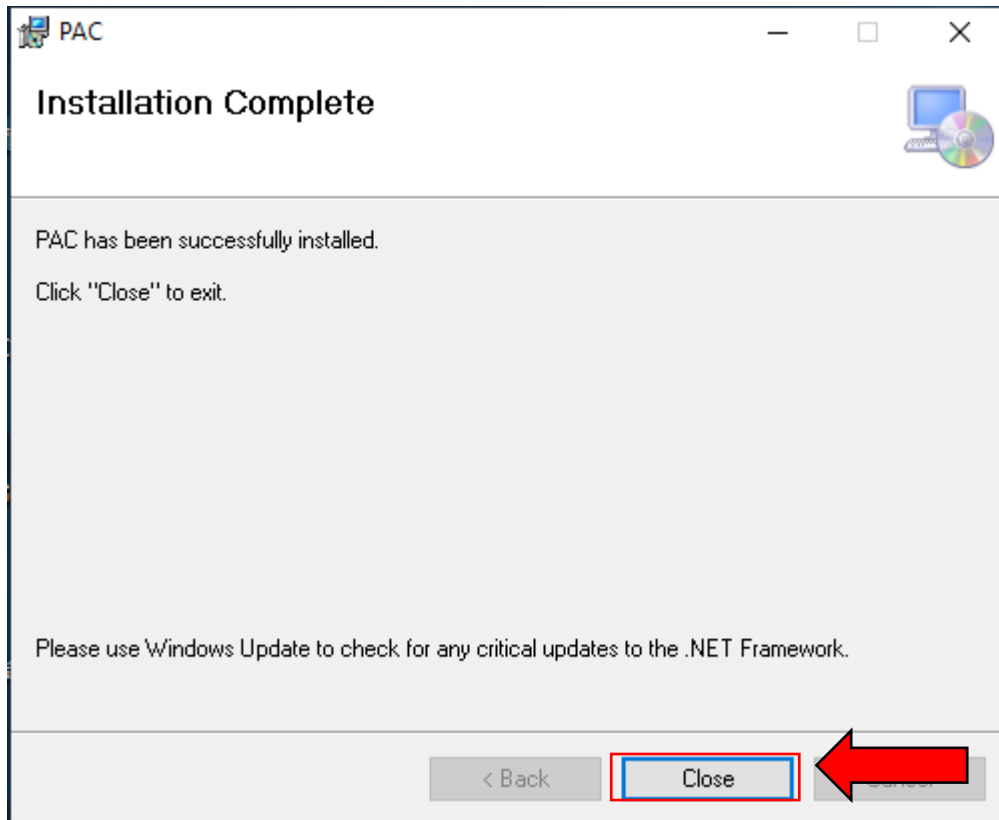 PAC
Installation Complete
PAC has been successfully installed.
Click "Close" to exit.
Please use Windows Update to check for any critical updates to the .NET Framework.
< Back
Close